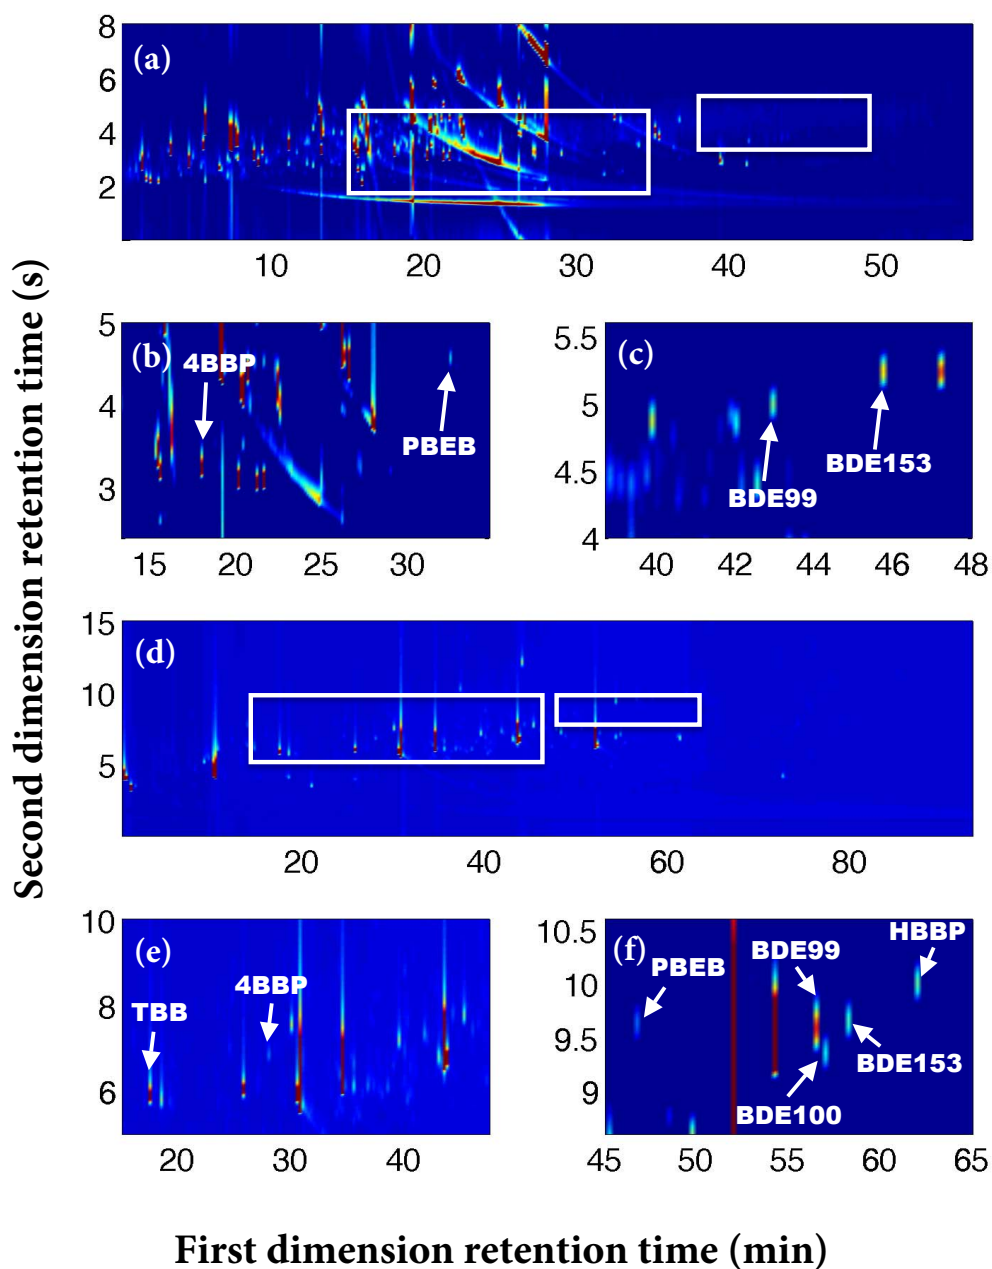 Second dimension retention time (s)
8
6
4
2
(a)
10
20
30
40
50
5
4
3
(b)
4BBP
PBEB
15
20
25
30
5.5
5
4.5
4
(c)
BDE153
BDE99
40
42
44
46
48
15
10
5
(d)
20
40
60
80
10
8
6
(e)
4BBP
TBB
20
30
40
10.5
10
9.5
9
(f)
HBBP
BDE99
PBEB
BDE153
BDE100
45
50
55
60
65
First dimension retention time (min)